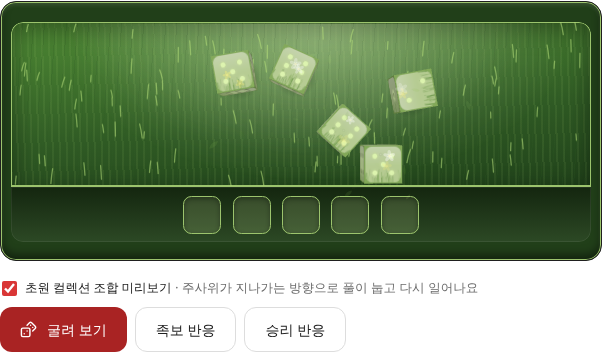 초원 컬렉션 조합 미리보기 · 주사위가 지나가는 방향으로 풀이 눕고 다시 일어나요
굴려 보기 족보 반응 승리 반응